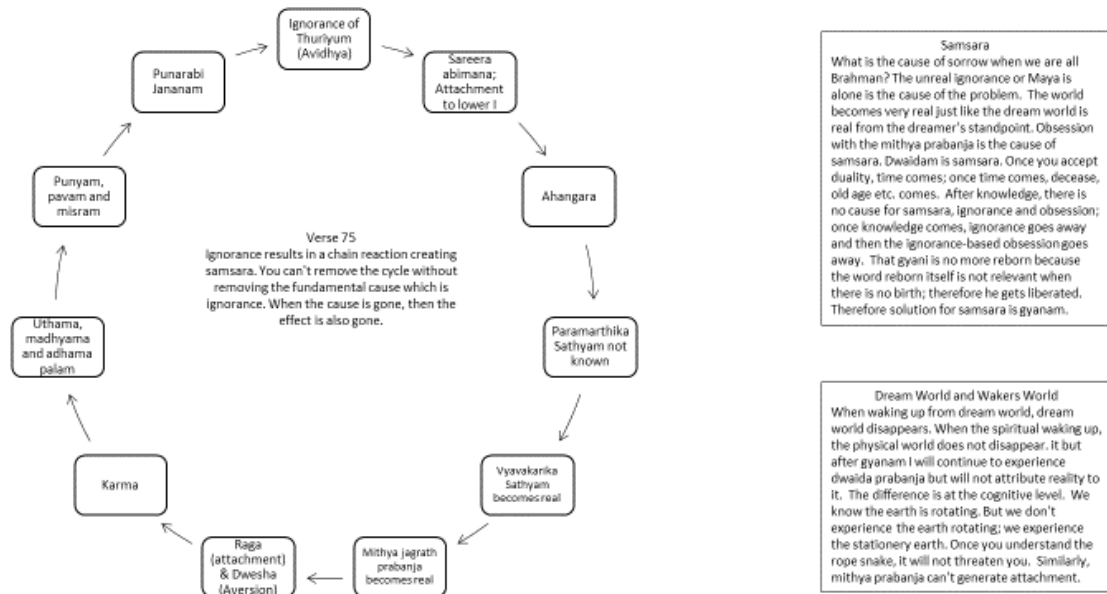 Ignorance of
Thuriyum
(Avidhya)
Sareera
abimana;
Attachment
to lower I
Ahangara
Paramarthika
Sathyam not
known
Vyavakarika
Sathyam
becomes real
Mithya jagrath
prabanja
becomes real
Raga
(attachment)
& Dwesha
(Aversion)
Karma
Uthama,
madhyama
and adhama
palam
Punyam,
pavam and
misram
Punarabi
Jananam
Verse 75
Ignorance results in a chain reaction creating
samsara. You can't remove the cycle without
removing the fundamental cause which is
ignorance. When the cause is gone, then the
effect is also gone.
Samsara
What is the cause of sorrow when we are all
Brahman? The unreal ignorance or Maya is
alone is the cause of the problem. The world
becomes very real just like the dream world is
real from the dreamer's standpoint. Obsession
with the mithya prabanja is the cause of
samsara. Dwaidam is samsara. Once you accept
duality, time comes; once time comes, decease,
old age etc. comes. After knowledge, there is
no cause for samsara, ignorance and obsession;
once knowledge comes, ignorance goes away
and then the ignorance-based obsession goes
away. That gyani is no more reborn because
the word reborn itself is not relevant when
there is no birth; therefore he gets liberated.
Therefore solution for samsara is gyanam.
Dream World and Wakers World
When waking up from dream world, dream
world disappears. When the spiritual waking up,
the physical world does not disappear. it but
after gyanam I will continue to experience
dwaida prabanja but will not attribute reality to
it. The difference is at the cognitive level. We
know the earth is rotating. But we don't
experience the earth rotating; we experience
the stationery earth. Once you understand the
rope snake, it will not threaten you. Similarly,
mithya prabanja can't generate attachment.